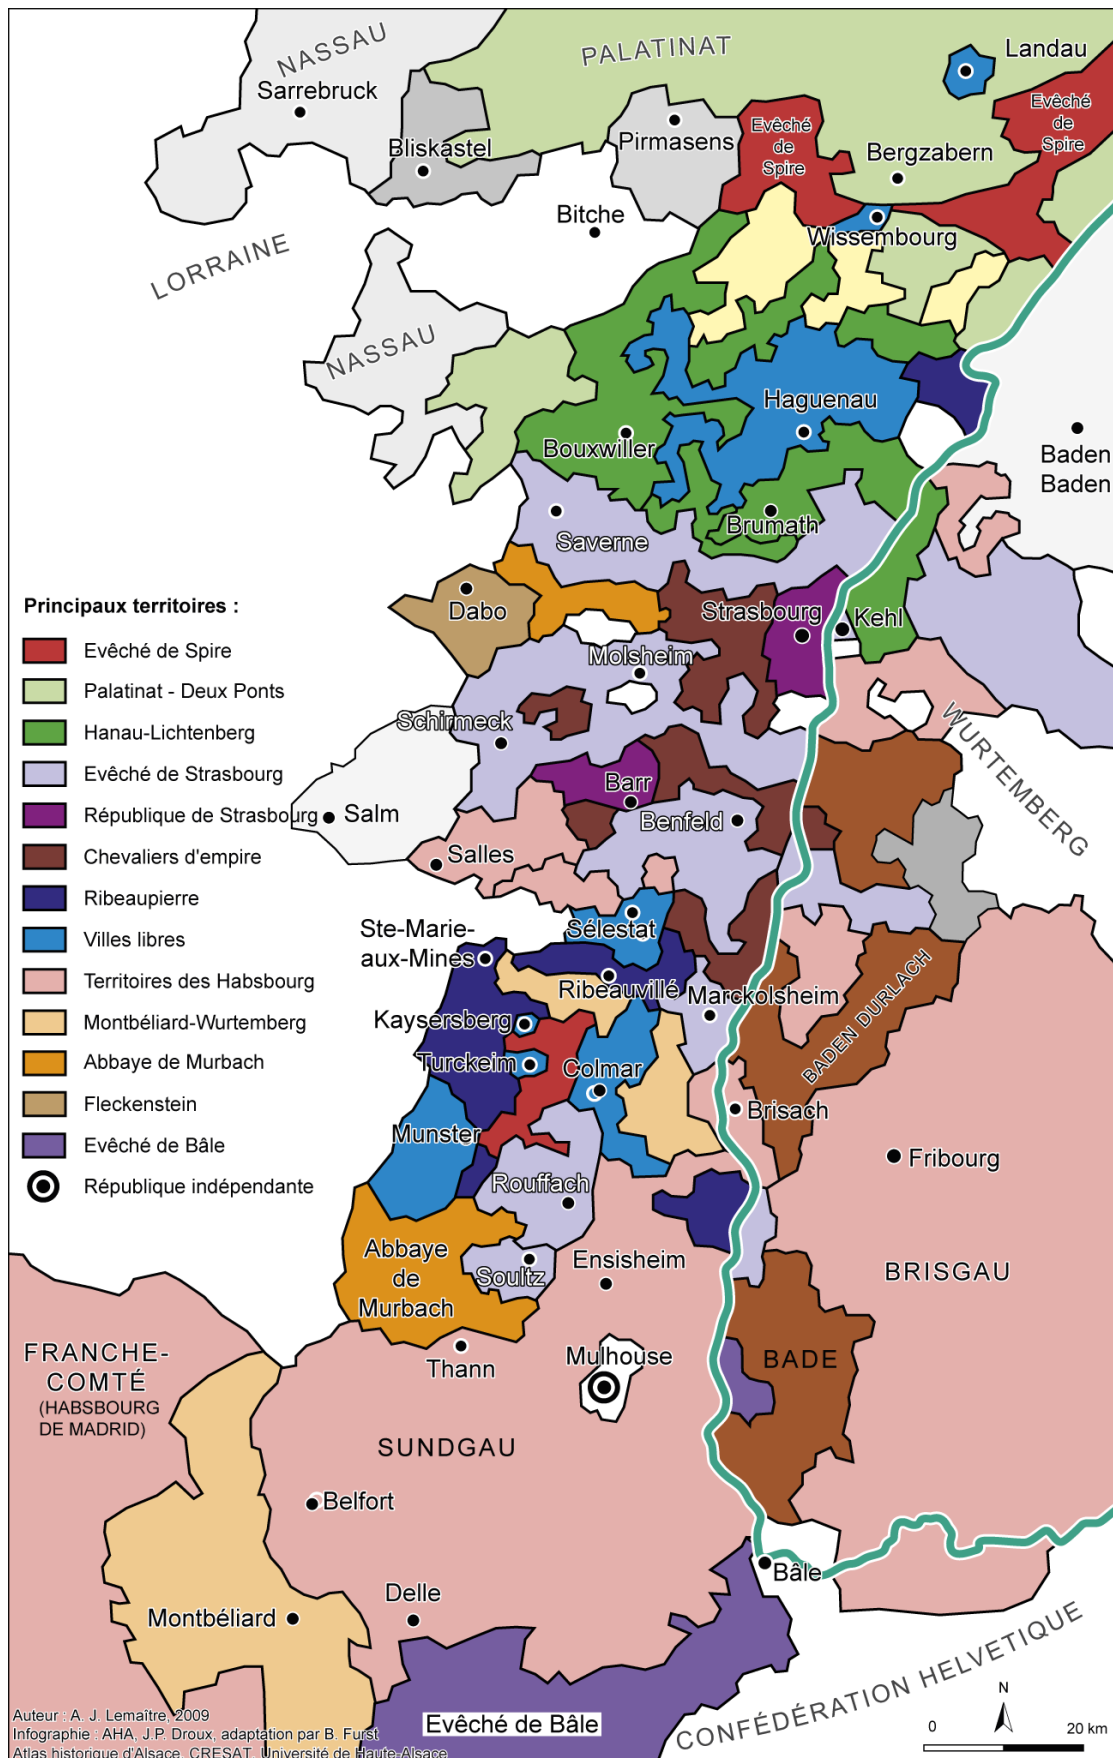 NASSAU
PALATINAT
Landau
Sarrebruck
Evêché
de
Spire
Pirmasens
Evêché
de
Spire
Bliskastel
Bergzabern
Bitche
Wissembourg
LORRAINE
NASSAU
Haguenau
Bouxwiller
Baden
Baden
Brumath
Saverne
Dabo
Strasbourg
Kehl
Molsheim
Schirmeck
WURTEMBERG
Salm
Barr
Benfeld
Salles
Principaux territoires :
Evêché de Spire
Palatinat - Deux Ponts
Hanau-Lichtenberg
Evêché de Strasbourg
République de Strasbourg
Chevaliers d'empire
Ribeaupierre
Villes libres
Territoires des Habsbourg
Montbéliard-Wurtemberg
Abbaye de Murbach
Fleckenstein
Evêché de Bâle
République indépendante
Ste-Marie-
aux-Mines
Sélestat
Ribeauvillé
Marckolsheim
BADEN DURLACH
Kaysersberg
Turckeim
Colmar
Brisach
Munster
Fribourg
Rouffach
Abbaye
de
Murbach
Soultz
Ensisheim
BRISGAU
FRANCHE-
COMTÉ
(HABSBOURG
DE MADRID)
Thann
Mulhouse
BADE
SUNDGAU
Belfort
Bâle
Delle
Montbéliard
CONFÉDÉRATION HELVETIQUE
Evêché de Bâle
N
0 20 km
Auteur : A. J. Lemaître, 2009
Infographie : AHA, J.P. Droux, adaptation par B. Furst
Atlas historique d'Alsace, CRESAT, Université de Haute-Alsace